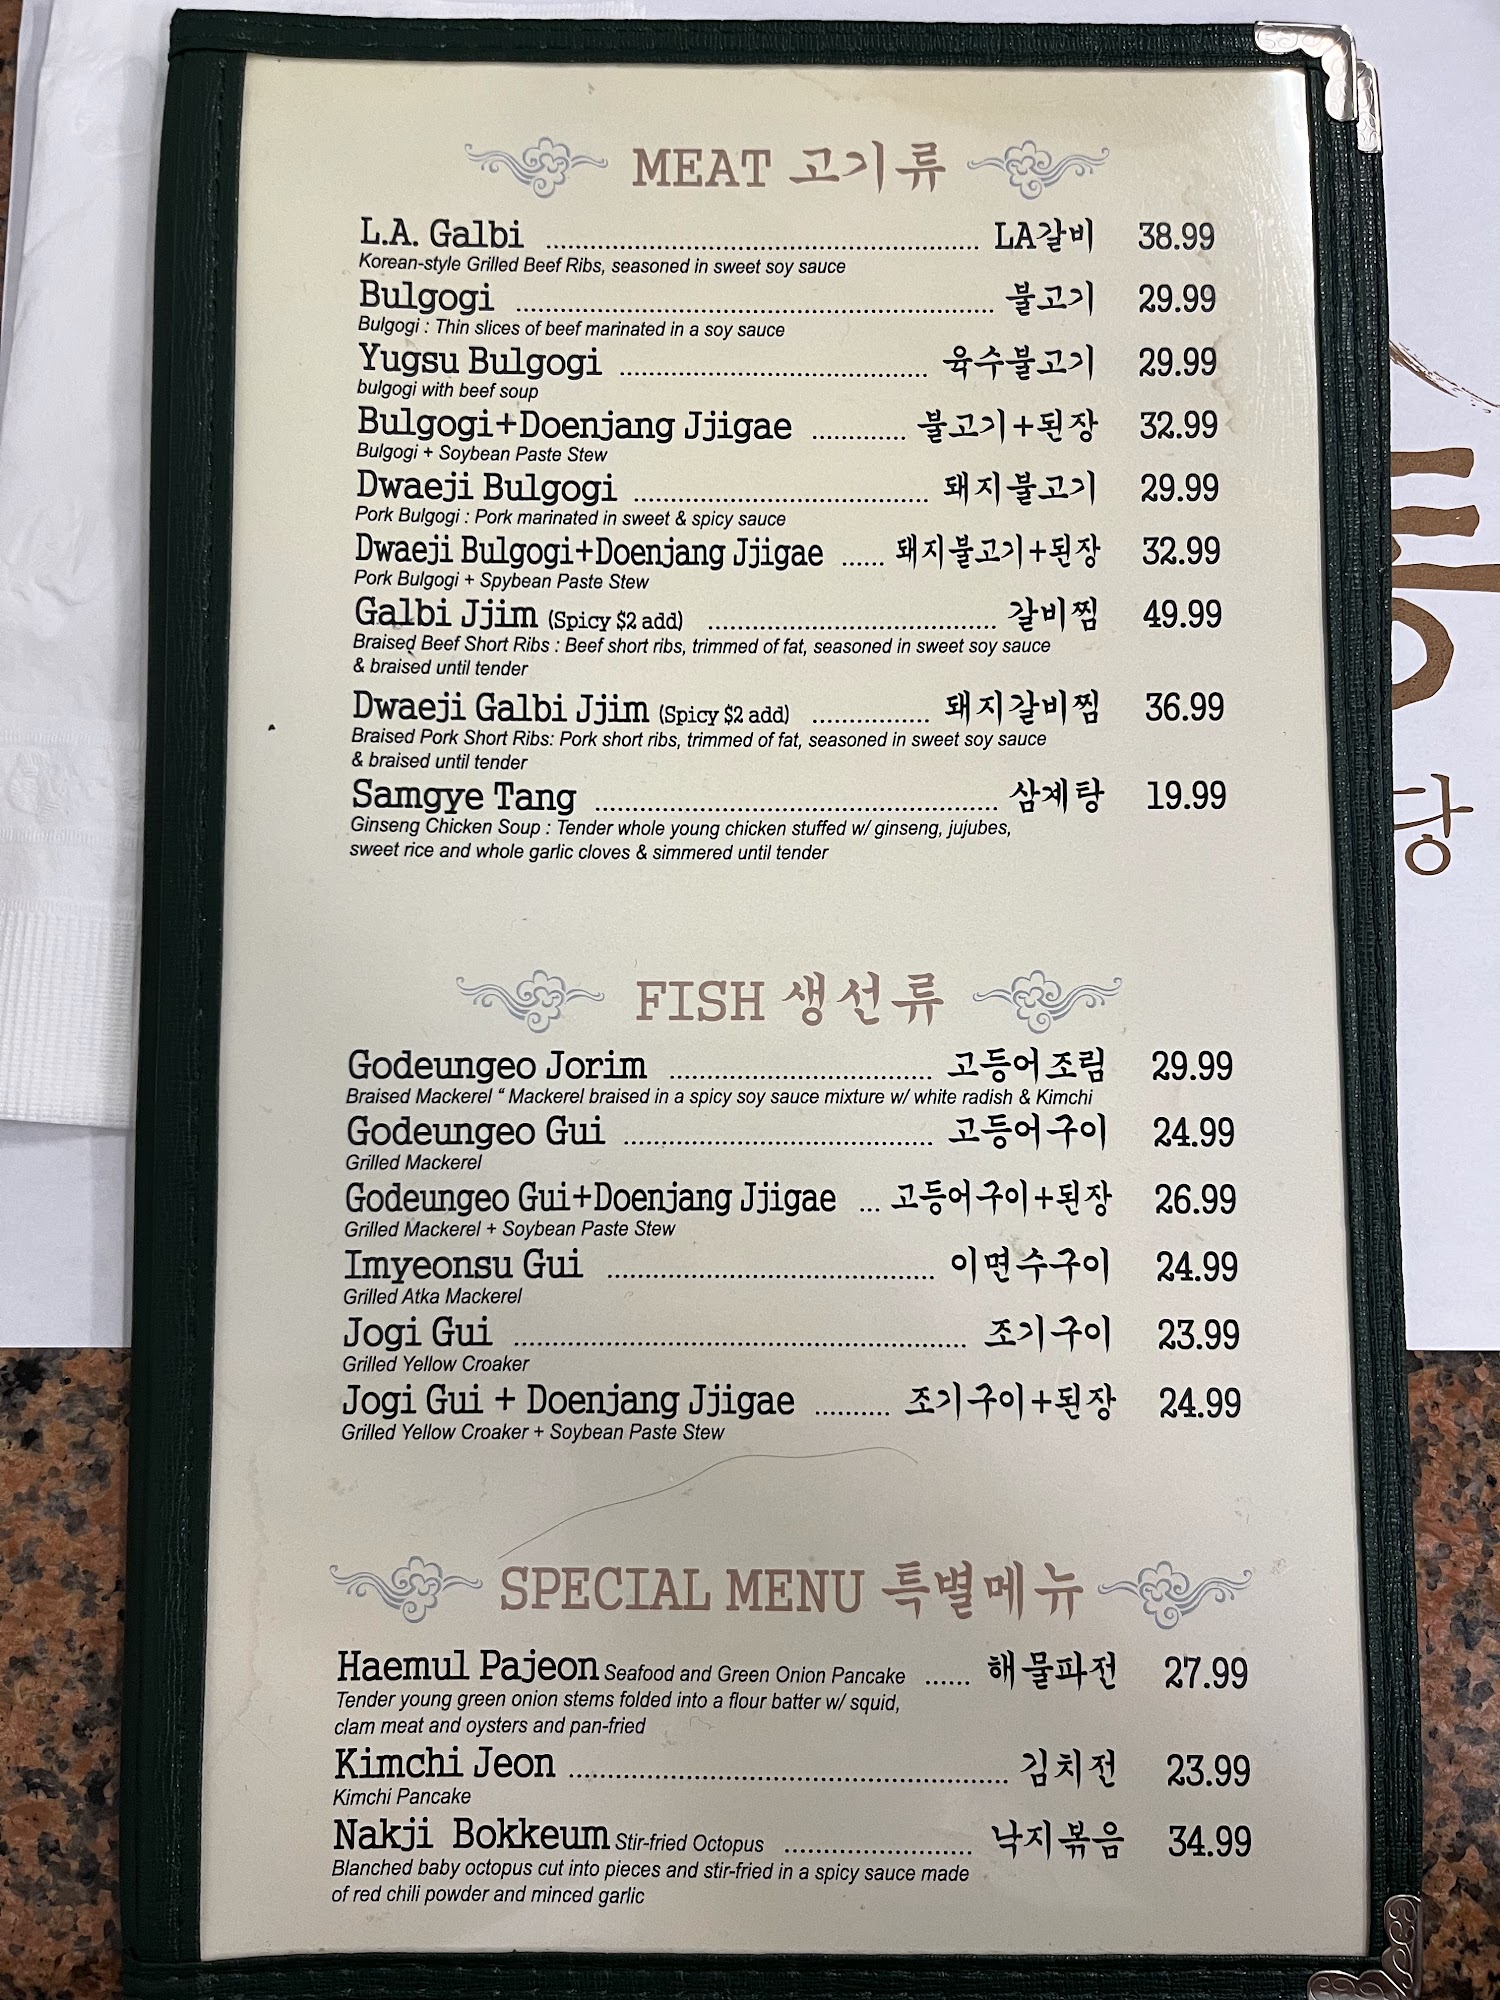 MEAT 고기류
L.A. Galbi LA갈비 38.99
Korean-style Grilled Beef Ribs, seasoned in sweet soy sauce
Bulgogi 불고기 29.99
Bulgogi : Thin slices of beef marinated in a soy sauce
Yugsu Bulgogi 육수불고기 29.99
bulgogi with beef soup
Bulgogi+Doenjang Jjigae 불고기+된장 32.99
Bulgogi + Soybean Paste Stew
Dwaeji Bulgogi 돼지불고기 29.99
Pork Bulgogi : Pork marinated in sweet & spicy sauce
Dwaeji Bulgogi+Doenjang Jjigae 돼지불고기+된장 32.99
Pork Bulgogi + Spybean Paste Stew
Galbi Jjim (Spicy $2 add) 갈비찜 49.99
Braised Beef Short Ribs : Beef short ribs, trimmed of fat, seasoned in sweet soy sauce
& braised until tender
Dwaeji Galbi Jjim (Spicy $2 add) 돼지갈비찜 36.99
Braised Pork Short Ribs: Pork short ribs, trimmed of fat, seasoned in sweet soy sauce
& braised until tender
Samgye Tang 삼계탕 19.99
Ginseng Chicken Soup : Tender whole young chicken stuffed w/ ginseng, jujubes,
sweet rice and whole garlic cloves & simmered until tender
FISH 생선류
Godeungeo Jorim 고등어조림 29.99
Braised Mackerel “ Mackerel braised in a spicy soy sauce mixture w/ white radish & Kimchi
Godeungeo Gui 고등어구이 24.99
Grilled Mackerel
Godeungeo Gui+Doenjang Jjigae 고등어구이+된장 26.99
Grilled Mackerel + Soybean Paste Stew
Imyeonsu Gui 이면수구이 24.99
Grilled Atka Mackerel
Jogi Gui 조기구이 23.99
Grilled Yellow Croaker
Jogi Gui + Doenjang Jjigae 조기구이+된장 24.99
Grilled Yellow Croaker + Soybean Paste Stew
SPECIAL MENU 특별메뉴
Haemul Pajeon Seafood and Green Onion Pancake 해물파전 27.99
Tender young green onion stems folded into a flour batter w/ squid,
clam meat and oysters and pan-fried
Kimchi Jeon 김치전 23.99
Kimchi Pancake
Nakji Bokkeum Stir-fried Octopus 낙지볶음 34.99
Blanched baby octopus cut into pieces and stir-fried in a spicy sauce made
of red chili powder and minced garlic
당